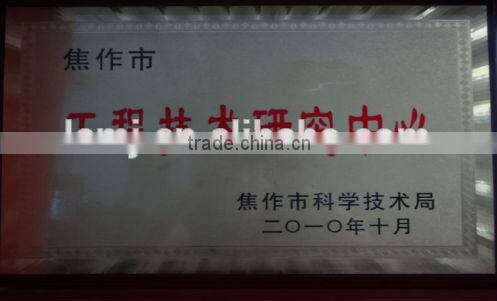 焦作市
工程技术研究中心
trade.china.cn
焦作市科学技术局
二〇一〇年十月